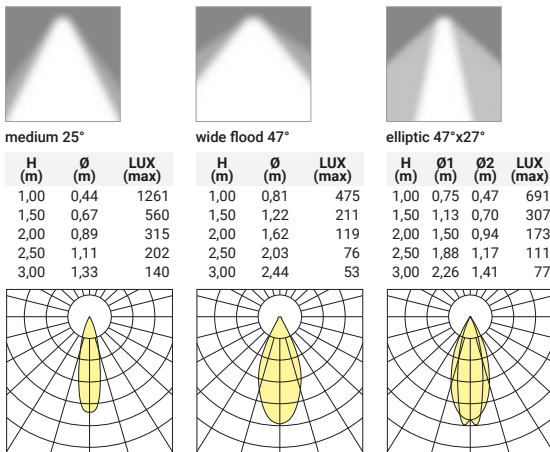 medium 25°
H Ø LUX
(m) (m) (max)
1,00 0,44 1261
1,50 0,67 560
2,00 0,89 315
2,50 1,11 202
3,00 1,33 140
wide flood 47°
H Ø LUX
(m) (m) (max)
1,00 0,81 475
1,50 1,22 211
2,00 1,62 119
2,50 2,03 76
3,00 2,44 53
elliptic 47°x27°
H Ø1 Ø2 LUX
(m) (m) (m) (max)
1,00 0,75 0,47 691
1,50 1,13 0,70 307
2,00 1,50 0,94 173
2,50 1,88 1,17 111
3,00 2,26 1,41 77